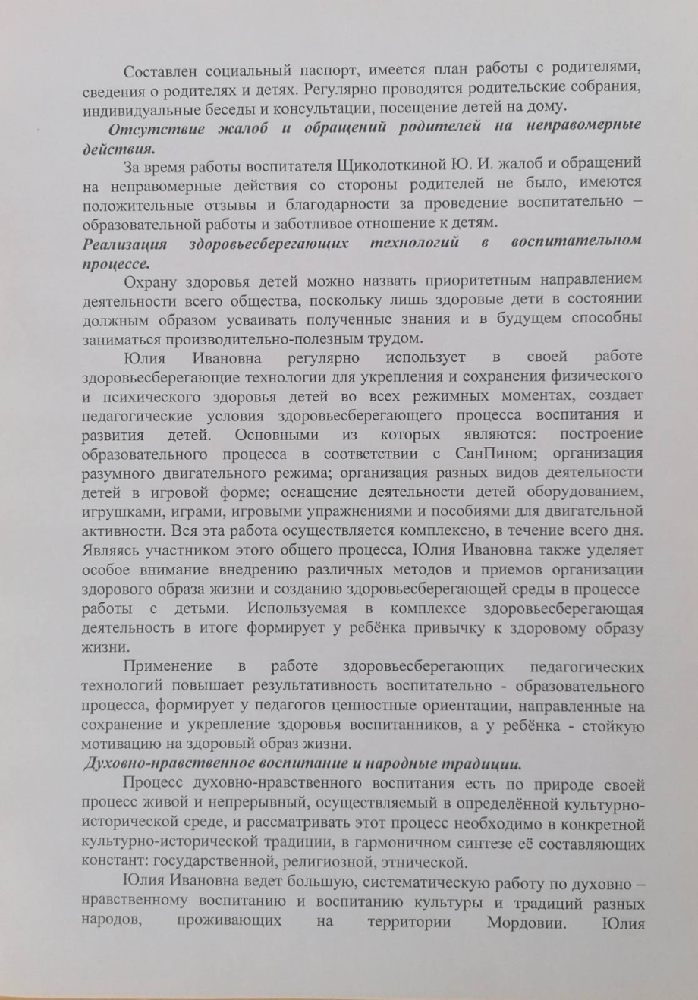 Составлен социальный паспорт, имеется план работы с родителями,
сведения о родителях и детях. Регулярно проводятся родительские собрания,
индивидуальные беседы и консультации, посещение детей на дому.
Отсутствие жалоб и обращений родителей на неправомерные
действия.
За время работы воспитателя Щиколоткиной Ю. И. жалоб и обращений
на неправомерные действия со стороны родителей не было, имеются
положительные отзывы и благодарности за проведение воспитательно –
образовательной работы и заботливое отношение к детям.
Реализация здоровьесберегающих технологий в воспитательном
процессе.
Охрану здоровья детей можно назвать приоритетным направлением
деятельности всего общества, поскольку лишь здоровые дети в состоянии
должным образом усваивать полученные знания и в будущем способны
заниматься производительно-полезным трудом.
Юлия Ивановна регулярно использует в своей работе
здоровьесберегающие технологии для укрепления и сохранения физического
и психического здоровья детей во всех режимных моментах, создает
педагогические условия здоровьесберегающего процесса воспитания и
развития детей. Основными из которых являются: построение
образовательного процесса в соответствии с СанПином; организация
разумного двигательного режима; организация разных видов деятельности
детей в игровой форме; оснащение деятельности детей оборудованием,
игрушками, играми, игровыми упражнениями и пособиями для двигательной
активности. Вся эта работа осуществляется комплексно, в течение всего дня.
Являясь участником этого общего процесса, Юлия Ивановна также уделяет
особое внимание внедрению различных методов и приемов организации
здорового образа жизни и созданию здоровьесберегающей среды в процессе
работы с детьми. Используемая в комплексе здоровьесберегающая
деятельность в итоге формирует у ребёнка привычку к здоровому образу
жизни.
Применение в работе здоровьесберегающих педагогических
технологий повышает результативность воспитательно - образовательного
процесса, формирует у педагогов ценностные ориентации, направленные на
сохранение и укрепление здоровья воспитанников, а у ребёнка - стойкую
мотивацию на здоровый образ жизни.
Духовно-нравственное воспитание и народные традиции.
Процесс духовно-нравственного воспитания есть по природе своей
процесс живой и непрерывный, осуществляемый в определённой культурно-
исторической среде, и рассматривать этот процесс необходимо в конкретной
культурно-исторической традиции, в гармоничном синтезе её составляющих
констант: государственной, религиозной, этнической.
Юлия Ивановна ведет большую, систематическую работу по духовно –
нравственному воспитанию и воспитанию культуры и традиций разных
народов, проживающих на территории Мордовии. Юлия